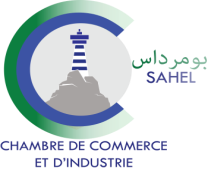 بومرداس
SAHEL
CHAMBRE DE COMMERCE
ET D'INDUSTRIE